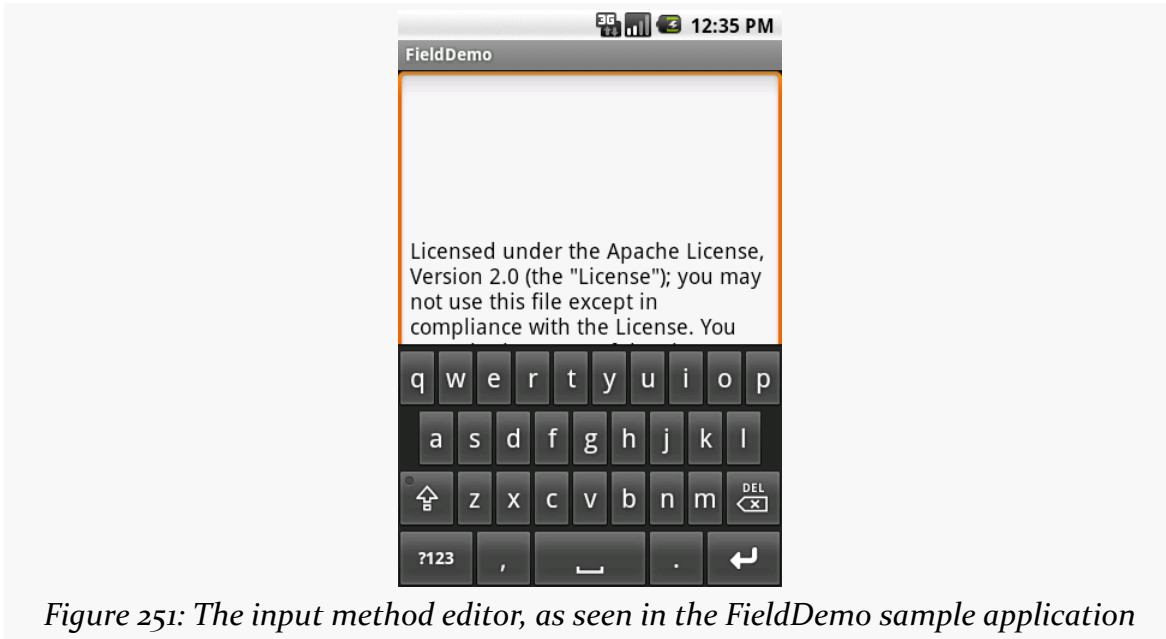 3G 12:35 PM
FieldDemo
Licensed under the Apache License,
Version 2.0 (the "License"); you may
not use this file except in
compliance with the License. You
q w e r t y u i o p
a s d f g h j k l
z x c v b n m DEL
?123 , .
Figure 251: The input method editor, as seen in the FieldDemo sample application